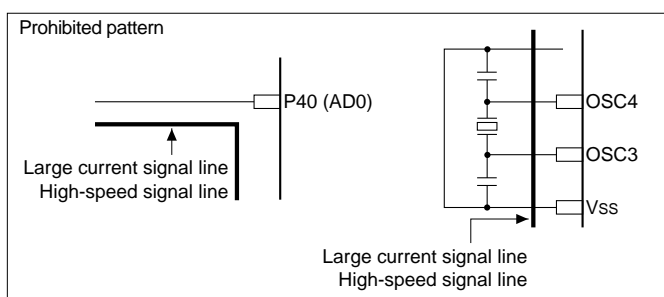 Prohibited pattern
P40 (AD0)
Large current signal line
High-speed signal line
OSC4
OSC3
VSS
Large current signal line
High-speed signal line